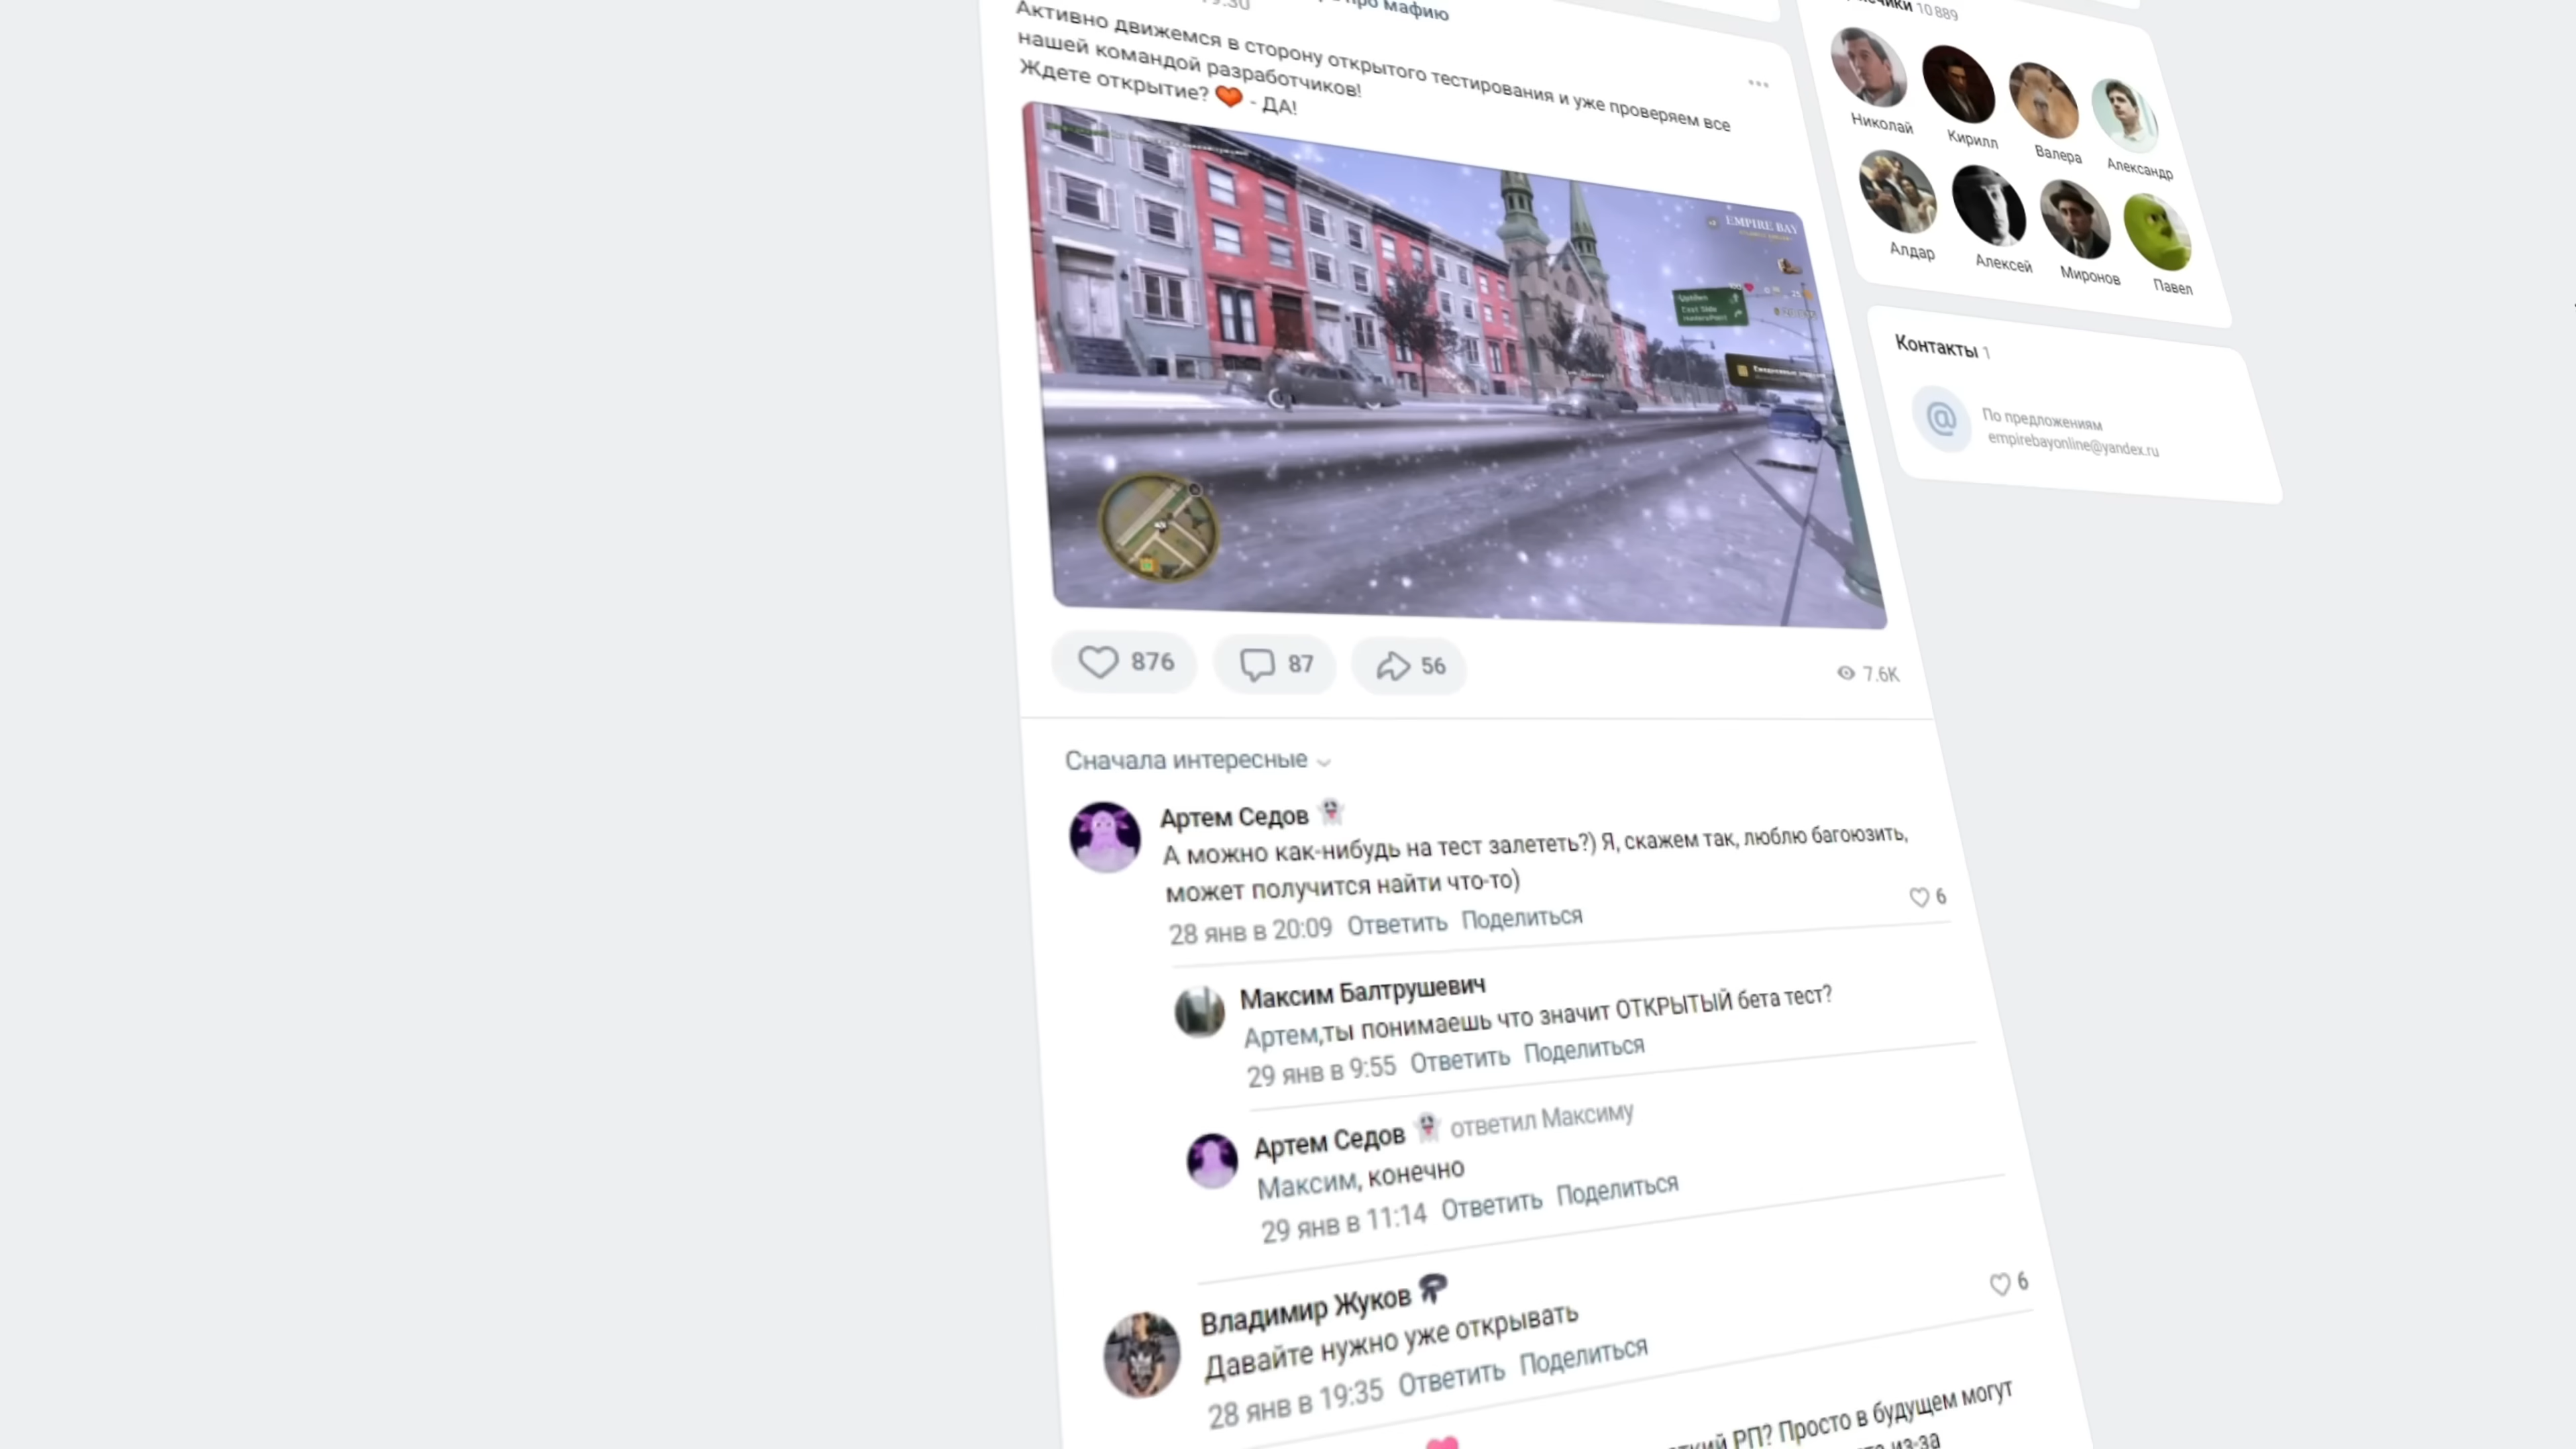 про мафию
Активно движемся в сторону открытого тестирования и уже проверяем все
нашей командой разработчиков!
Ждете открытие? ❤ - ДА!
EMPIRE BAY
East Side
876
87
56
7.6K
Сначала интересные
Артем Седов
А можно как-нибудь на тест залететь?) Я, скажем так, люблю багоюзить,
может получится найти что-то)
28 янв в 20:09 Ответить Поделиться
6
Максим Балтрушевич
Артем,ты понимаешь что значит ОТКРЫТЫЙ бета тест?
29 янв в 9:55 Ответить Поделиться
Артем Седов ответил Максиму
Максим, конечно
29 янв в 11:14 Ответить Поделиться
Владимир Жуков
Давайте нужно уже открывать
28 янв в 19:35 Ответить Поделиться
6
РП? Просто в будущем могут
из-за
10 889
Николай
Кирилл
Валера
Александр
Алдар
Алексей
Миронов
Павел
Контакты 1
По предложениям
empirebayonline@yandex.ru